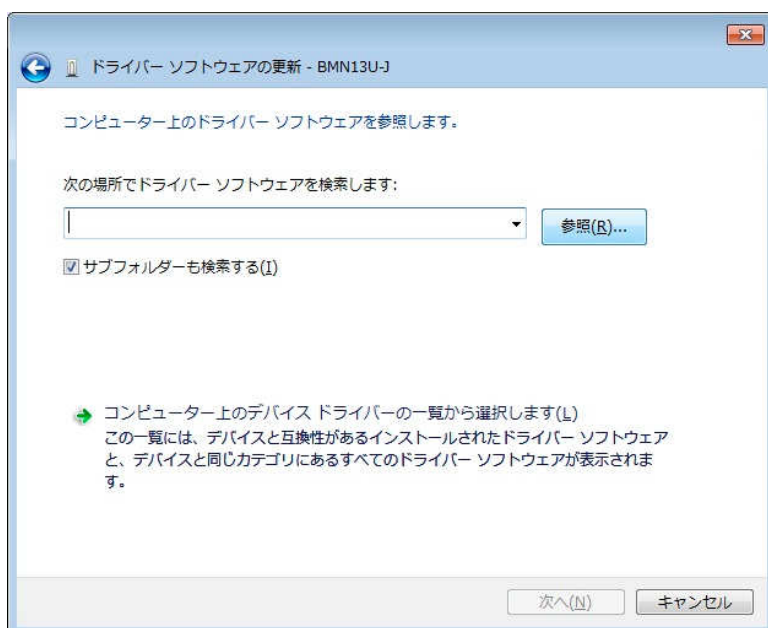 ドライバー ソフトウェアの更新 - BMN13U-J
コンピューター上のドライバー ソフトウェアを参照します。
次の場所でドライバー ソフトウェアを検索します:
参照(R)...
サブフォルダーも検索する(I)
コンピューター上のデバイス ドライバーの一覧から選択します(L)
この一覧には、デバイスと互換性があるインストールされたドライバー ソフトウェア
と、デバイスと同じカテゴリにあるすべてのドライバー ソフトウェアが表示されま
す。
次へ(N)
キャンセル